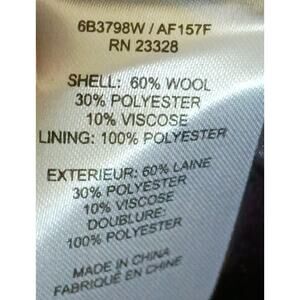 6B3798W / AF157F
RN 23328
SHELL: 60% WOOL
30% POLYESTER
10% VISCOSE
LINING: 100% POLYESTER
EXTERIEUR: 60% LAINE
30% POLYESTER
10% VISCOSE
DOUBLURE:
100% POLYESTER
MADE IN CHINA
FABRIQUÉ EN CHINE